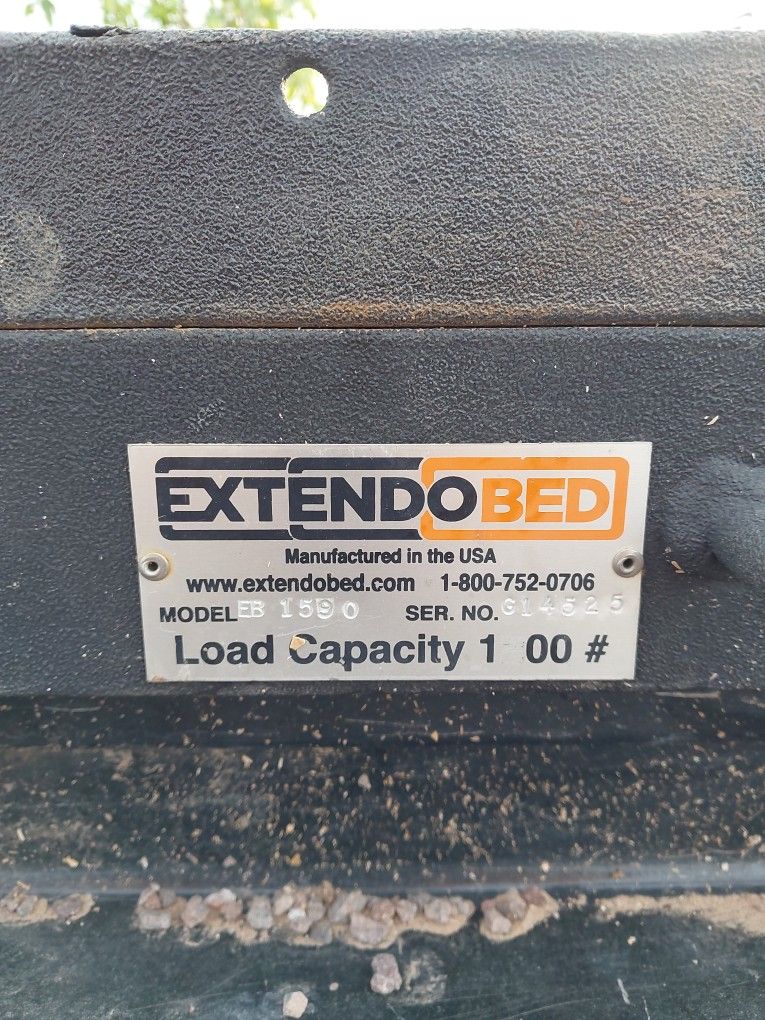 EXTENDOBED
Manufactured in the USA
www.extendobed.com 1-800-752-0706
MODEL EB 1590 SER. NO. G14525
Load Capacity 1 00 #